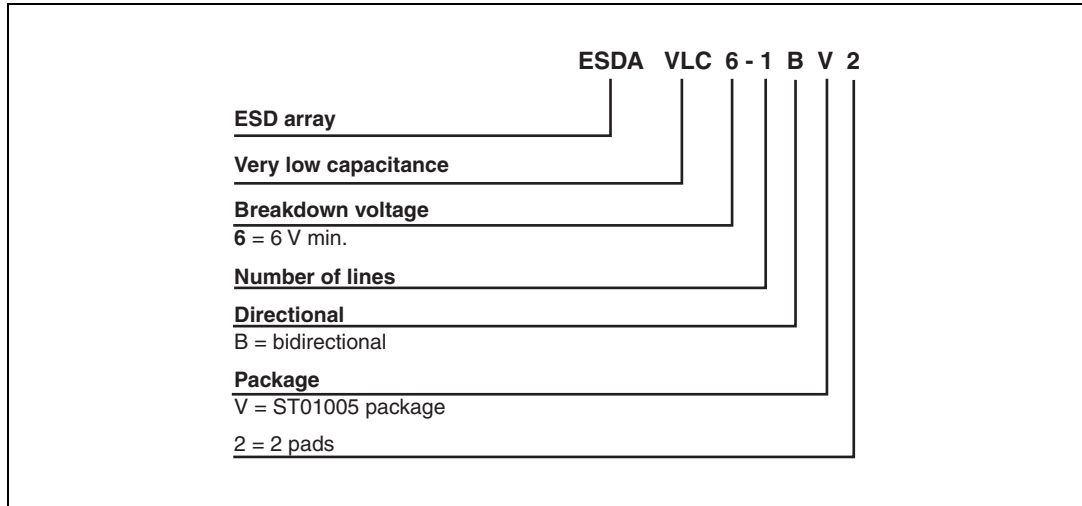 ESDA VLC 6 - 1 B V 2
ESD array
Very low capacitance
Breakdown voltage
6 = 6 V min.
Number of lines
Directional
B = bidirectional
Package
V = ST01005 package
2 = 2 pads